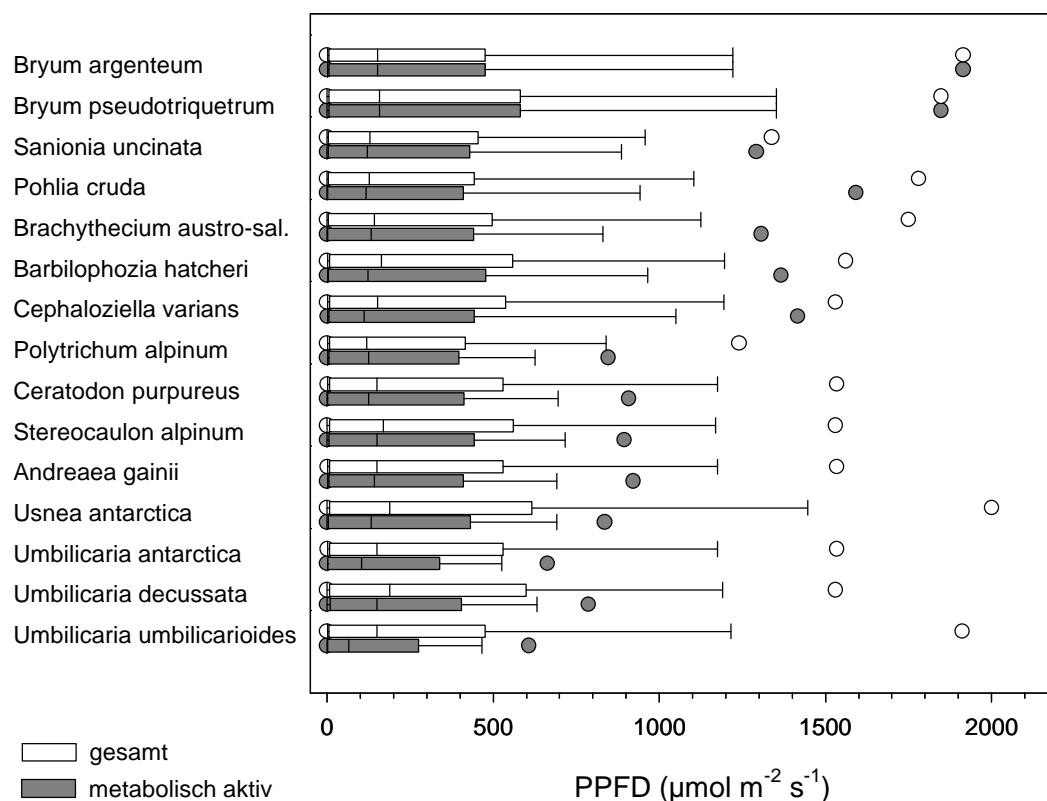 Bryum argenteum
Bryum pseudotriquetrum
Sanionia uncinata
Pohlia cruda
Brachythecium austro-sal.
Barbilophozia hatcheri
Cephaloziella varians
Polytrichum alpinum
Ceratodon purpureus
Stereocaulon alpinum
Andreaea gainii
Usnea antarctica
Umbilicaria antarctica
Umbilicaria decussata
Umbilicaria umbilicarioides
0 500 1000 1500 2000
gesamt
metabolisch aktiv
PPFD (µmol m⁻² s⁻¹)